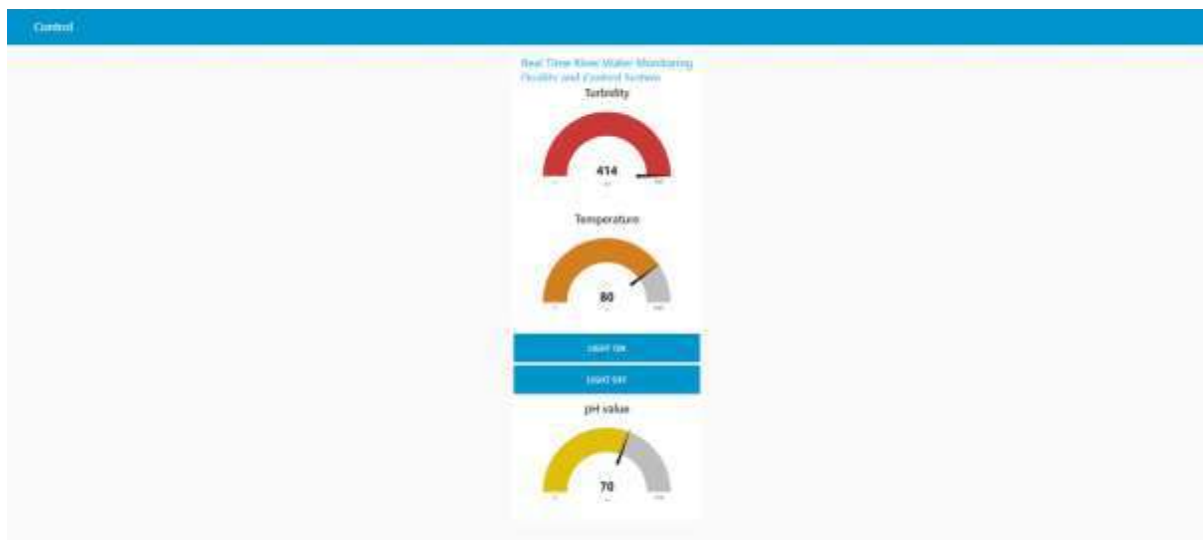 Control
Real Time River Water Monitoring
Quality and Control System
Turbidity
414
Temperature
80
LIGHT ON
LIGHT OFF
pH value
70